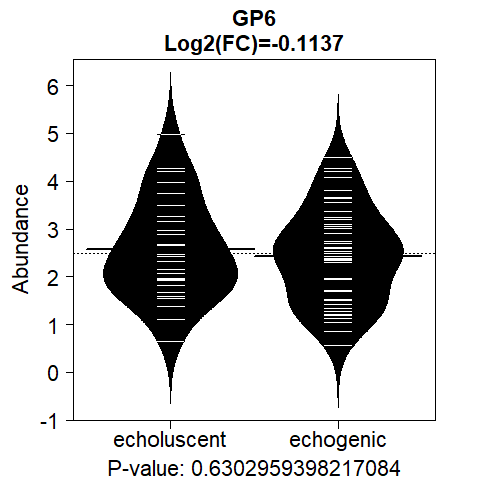 GP6
Log2(FC)=-0.1137
Abundance
6
5
4
3
2
1
0
-1
echoluscent echogenic
P-value: 0.6302959398217084